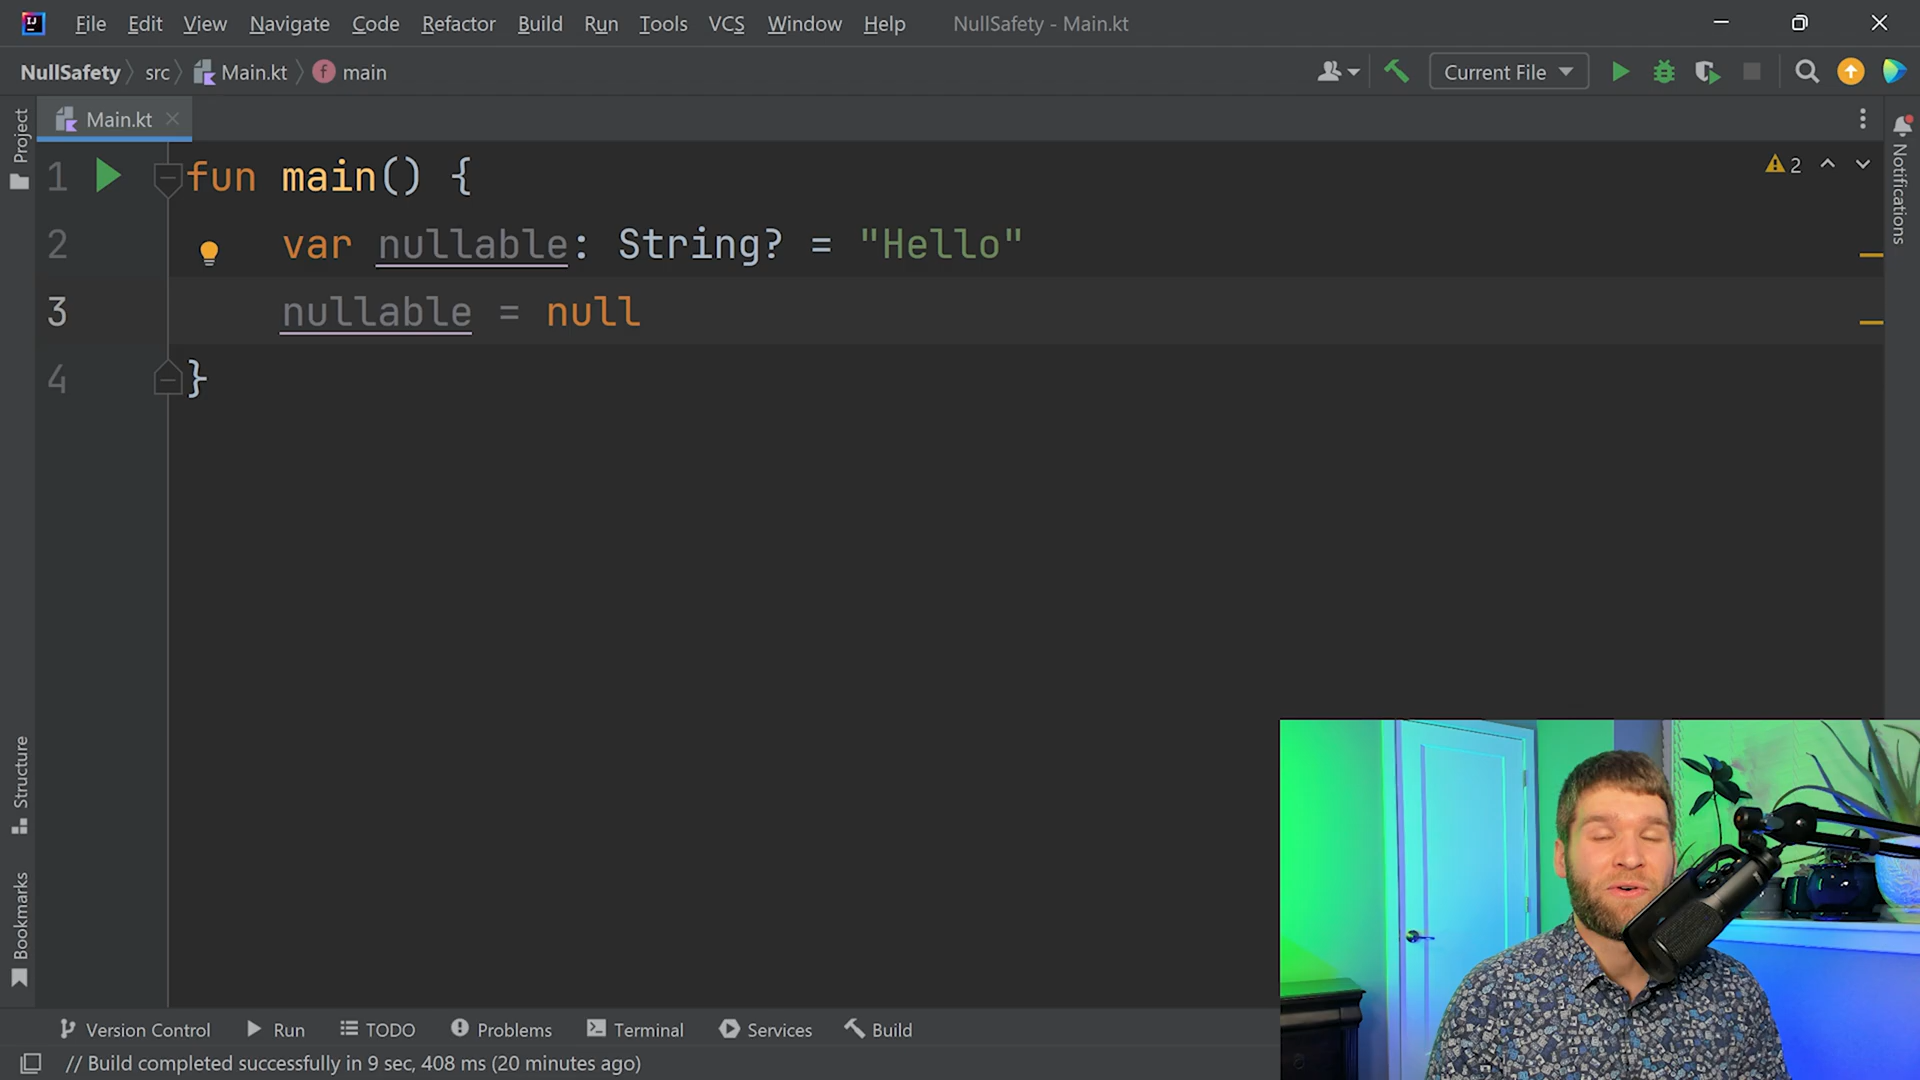 File Edit View Navigate Code Refactor Build Run Tools VCS Window Help NullSafety - Main.kt
NullSafety src Main.kt f main Current File
Main.kt
Project
Notifications
2
1 fun main() {
2 var nullable: String? = "Hello"
3 nullable = null
4 }
Structure
Bookmarks
Version Control Run TODO Problems Terminal Services Build
// Build completed successfully in 9 sec, 408 ms (20 minutes ago)